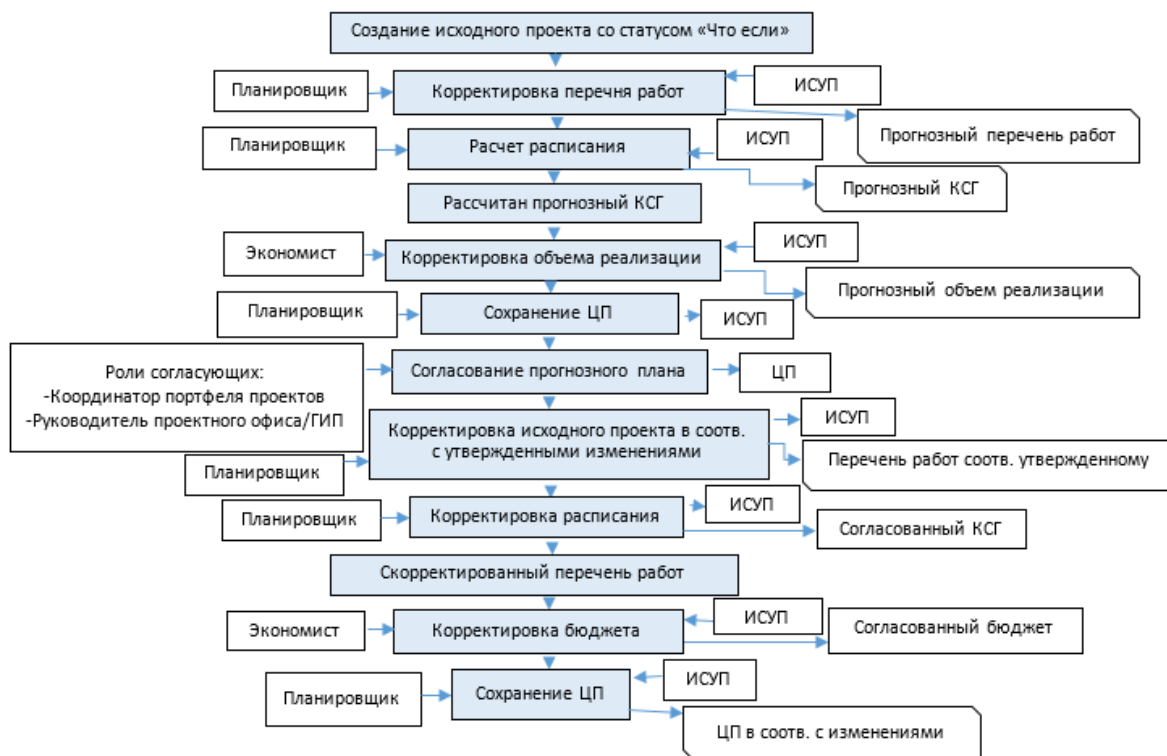 Создание исходного проекта со статусом «Что если»
Планировщик
Корректировка перечня работ
ИСУП
Прогнозный перечень работ
Планировщик
Расчет расписания
ИСУП
Прогнозный КСГ
Рассчитан прогнозный КСГ
Экономист
Корректировка объема реализации
ИСУП
Прогнозный объем реализации
Планировщик
Сохранение ЦП
ИСУП
Роли согласующих:
-Координатор портфеля проектов
-Руководитель проектного офиса/ГИП
Согласование прогнозного плана
ЦП
Корректировка исходного проекта в соотв.
с утвержденными изменениями
ИСУП
Перечень работ соотв. утвержденному
Планировщик
Планировщик
Корректировка расписания
ИСУП
Согласованный КСГ
Скорректированный перечень работ
Экономист
Корректировка бюджета
ИСУП
Согласованный бюджет
Планировщик
Сохранение ЦП
ИСУП
ЦП в соотв. с изменениями